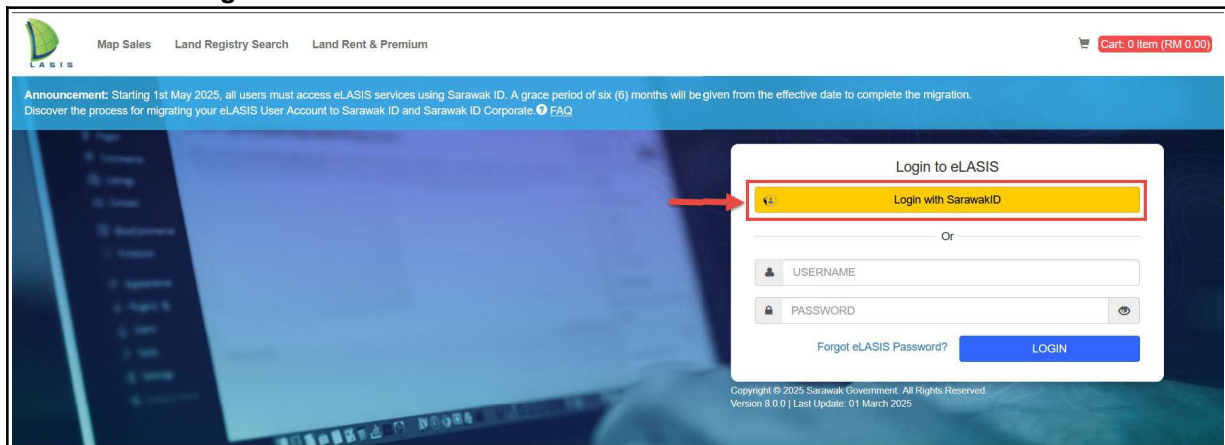 LASIS
Map Sales Land Registry Search Land Rent & Premium Cart: 0 item (RM 0.00)
Announcement: Starting 1st May 2025, all users must access eLASIS services using Sarawak ID. A grace period of six (6) months will be given from the effective date to complete the migration.
Discover the process for migrating your eLASIS User Account to Sarawak ID and Sarawak ID Corporate. FAQ
Login to eLASIS
Login with SarawakID
Or
USERNAME
PASSWORD
Forgot eLASIS Password? LOGIN
Copyright © 2025 Sarawak Government. All Rights Reserved.
Version 8.0.0 | Last Update: 01 March 2025